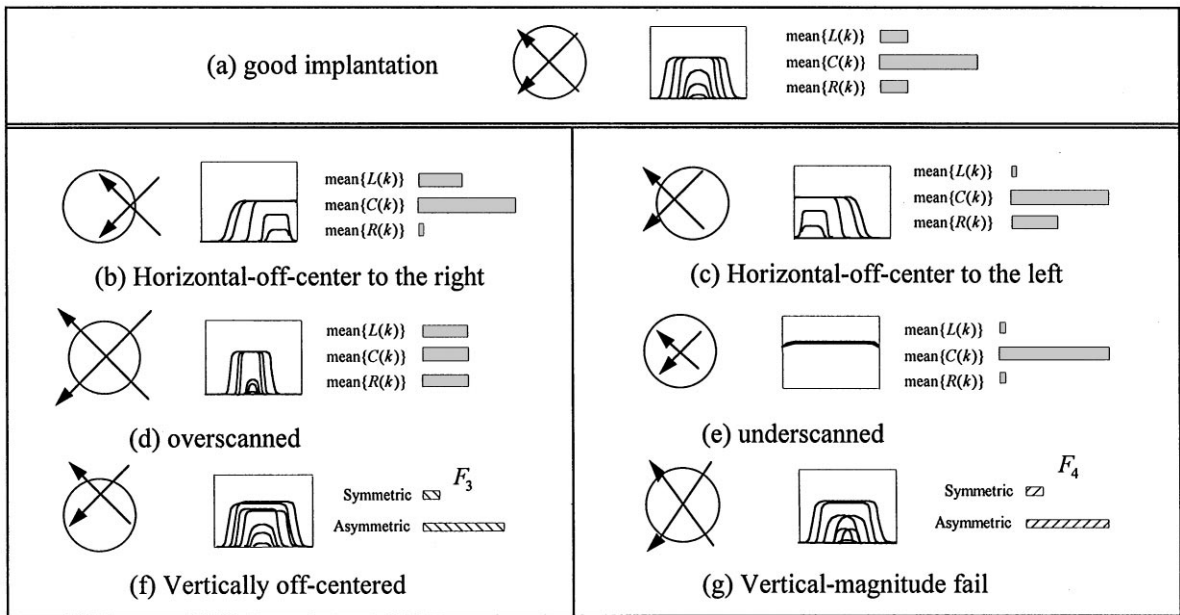 (a) good implantation
mean{L(k)}
mean{C(k)}
mean{R(k)}
mean{L(k)}
mean{C(k)}
mean{R(k)}
(b) Horizontal-off-center to the right
mean{L(k)}
mean{C(k)}
mean{R(k)}
(c) Horizontal-off-center to the left
mean{L(k)}
mean{C(k)}
mean{R(k)}
(d) overscanned
mean{L(k)}
mean{C(k)}
mean{R(k)}
(e) underscanned
F3
Symmetric
Asymmetric
(f) Vertically off-centered
F4
Symmetric
Asymmetric
(g) Vertical-magnitude fail